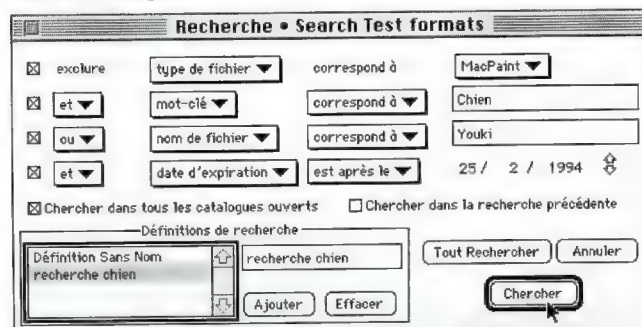 Recherche • Search Test formats
exclure type de fichier correspond à MacPaint
et mot-clé correspond à Chien
ou nom de fichier correspond à Youki
et date d'expiration est après le 25 / 2 / 1994
Chercher dans tous les catalogues ouverts Chercher dans la recherche précédente
Définitions de recherche
Définition Sans Nom recherche chien Tout Rechercher Annuler
recherche chien
Ajouter Effacer Chercher